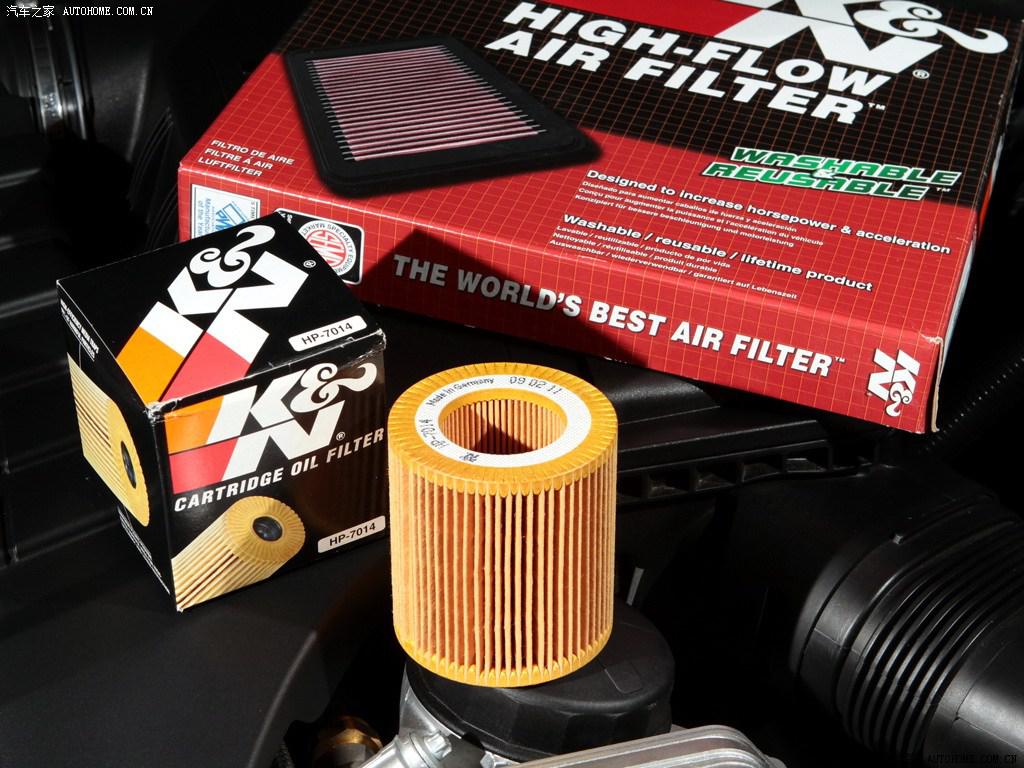 汽车之家 AUTOHOME.COM.CN
K&N®
HIGH-FLOW
AIR FILTER™
WASHABLE
&
REUSABLE™
FILTRO DE AIRE
FILTRE À AIR
LUFTFILTER
Designed to increase horsepower & acceleration
Diseñado para aumentar caballos de fuerza y aceleración
Conçu pour augmenter la puissance et l'accélération du véhicule
Konzipiert für bessere beschleunigung und motorleistung
Washable / reusable / lifetime product
Lavable / reutilizable / producto de por vida
Nettoyable / réutilisable / produit durable
Auswaschbar / wiederverwendbar / garantiert auf Lebenszeit
THE WORLD'S BEST AIR FILTER™
K&N
K&N®
HP-7014
K&N®
CARTRIDGE OIL FILTER
HP-7014
Made in Germany 09 02 11
HP-7014
AUTOHOME.COM.CN